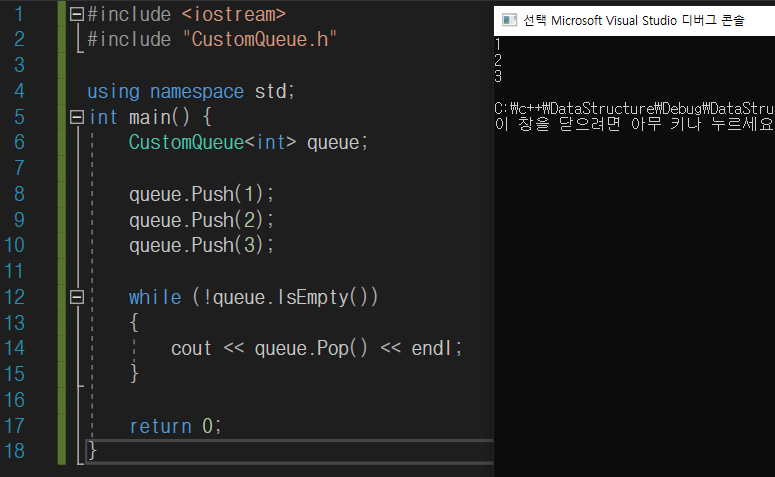 1 #include <iostream>
2 #include "CustomQueue.h"
3
4 using namespace std;
5 int main() {
6 CustomQueue<int> queue;
7
8 queue.Push(1);
9 queue.Push(2);
10 queue.Push(3);
11
12 while (!queue.IsEmpty())
13 {
14 cout << queue.Pop() << endl;
15 }
16
17 return 0;
18 }
선택 Microsoft Visual Studio 디버그 콘솔
1
2
3
C:\c++\DataStructure\Debug\DataStru
이 창을 닫으려면 아무 키나 누르세요